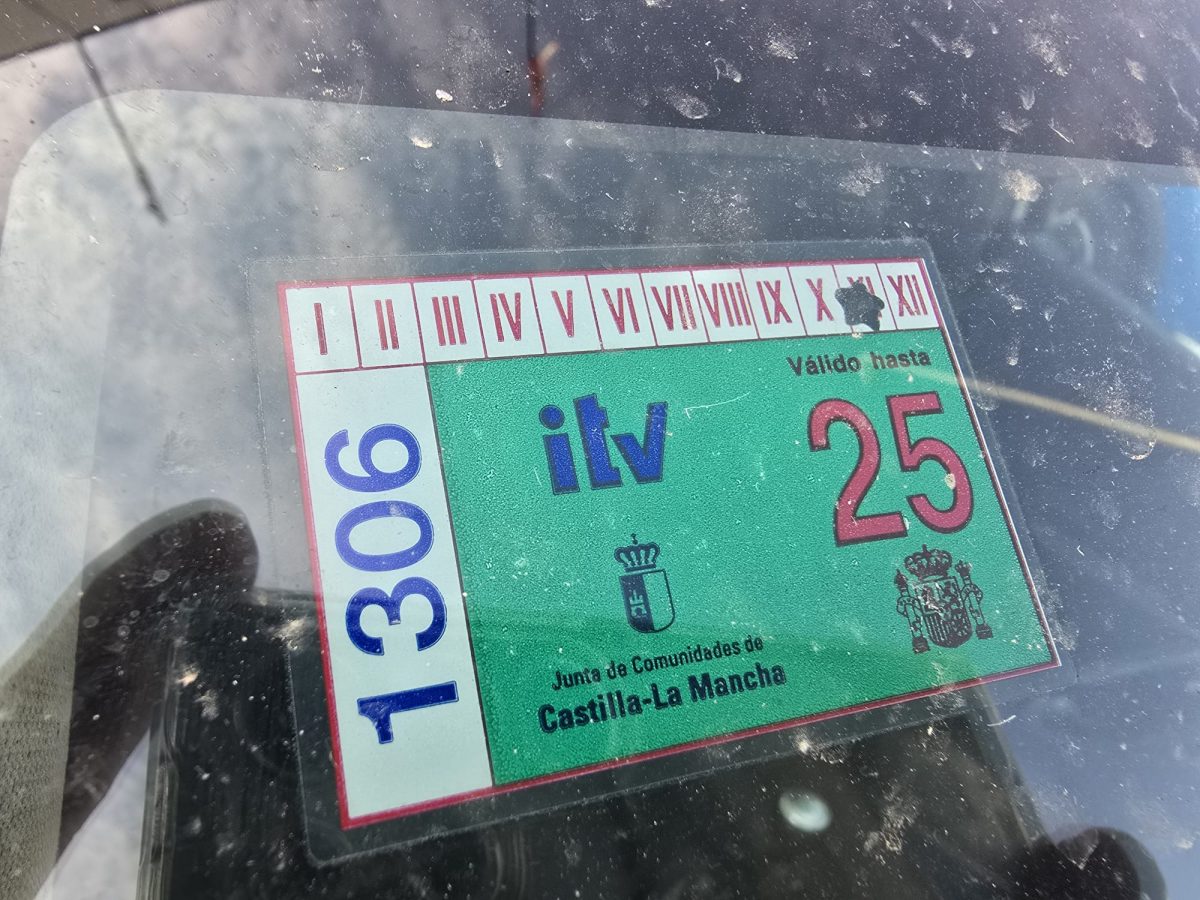 I II III IV V VI VII VIII IX X XI XII
Válido hasta
25
itv
1306
Junta de Comunidades de
Castilla-La Mancha